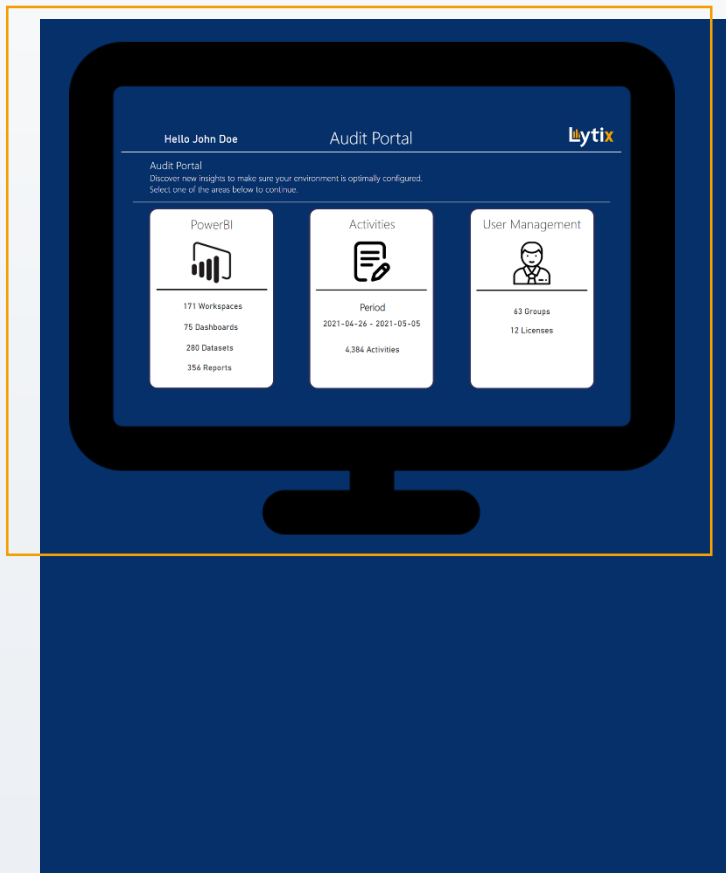 Hello John Doe
Audit Portal
Lytix
Audit Portal
Discover new insights to make sure your environment is optimally configured.
Select one of the areas below to continue.
PowerBI
171 Workspaces
75 Dashboards
280 Datasets
356 Reports
Activities
Period
2021-04-26 - 2021-05-05
4,384 Activities
User Management
63 Groups
12 Licenses